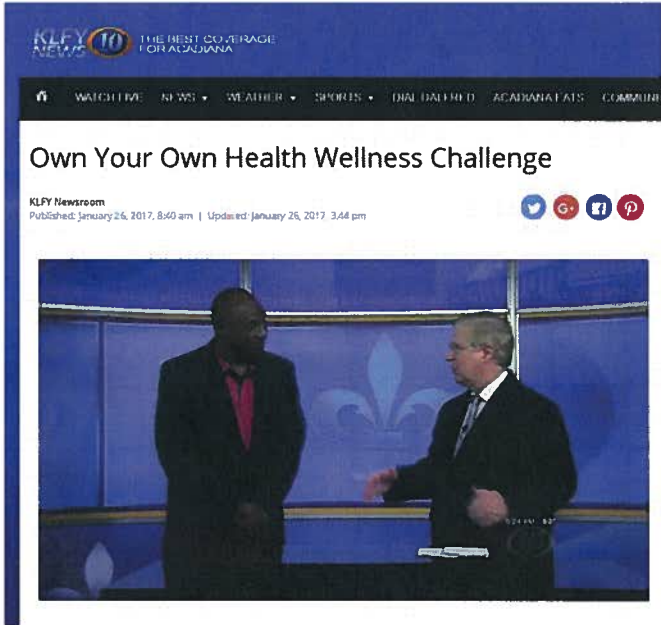 KLFY
NEWS 10
THE BEST COVERAGE
FOR ACADIANA
WATCH LIVE NEWS WEATHER SPORTS DIAL DALFRED ACADIANA EATS COMMUNI
Own Your Own Health Wellness Challenge
KLFY Newsroom
Published: January 26, 2017, 8:40 am | Updated: January 26, 2017, 3:44 pm
G+